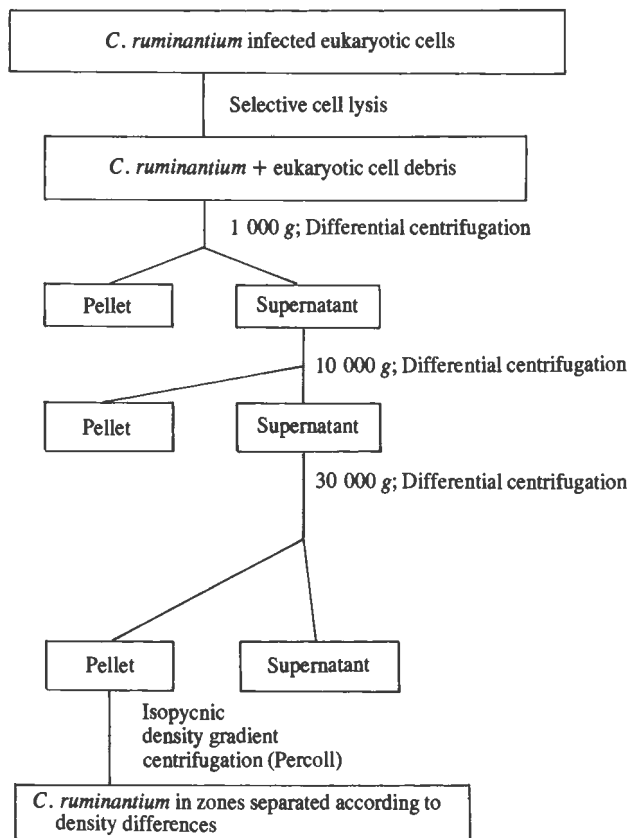 C. ruminantium infected eukaryotic cells
Selective cell lysis
C. ruminantium + eukaryotic cell debris
1 000 g; Differential centrifugation
Pellet
Supernatant
10 000 g; Differential centrifugation
Pellet
Supernatant
30 000 g; Differential centrifugation
Pellet
Supernatant
Isopycnic
density gradient
centrifugation (Percoll)
C. ruminantium in zones separated according to
density differences